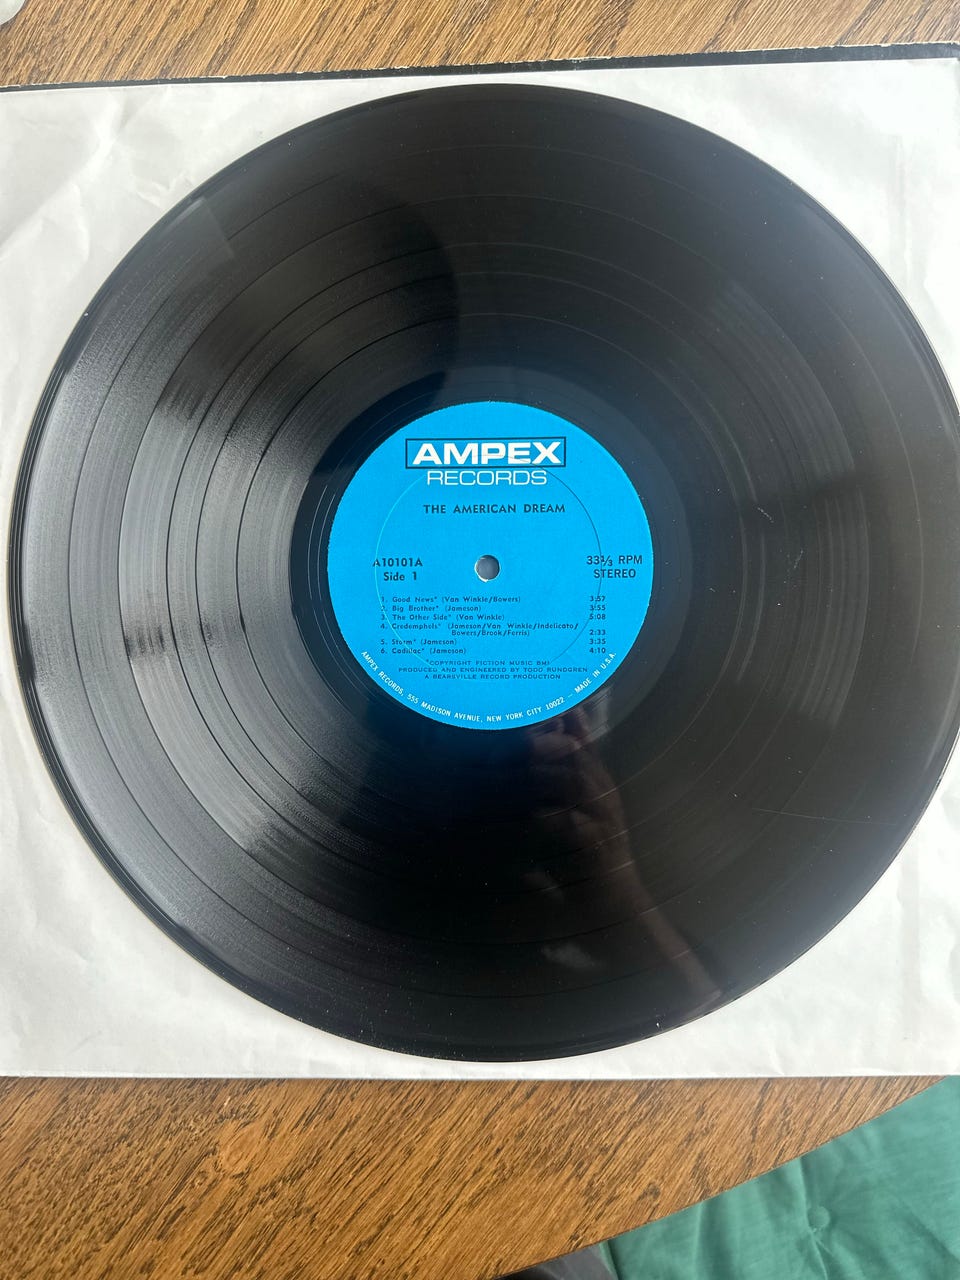 AMPEX
RECORDS
THE AMERICAN DREAM
A10101A
Side 1
33⅓ RPM
STEREO
1. Good News* (Van Winkle/Bowers) 3:57
2. Big Brother* (Jameson) 3:55
3. The Other Side* (Van Winkle) 5:08
4. Credemphels* (Jameson/Van Winkle/Indelicato/
Bowers/Brook/Ferris) 2:33
5. Storm* (Jameson) 3:35
6. Cadillac* (Jameson) 4:10
*COPYRIGHT FICTION MUSIC BMI
PRODUCED AND ENGINEERED BY TODD RUNDGREN
A BEARSVILLE RECORD PRODUCTION
AMPEX RECORDS, 555 MADISON AVENUE, NEW YORK CITY 10022 — MADE IN U.S.A.